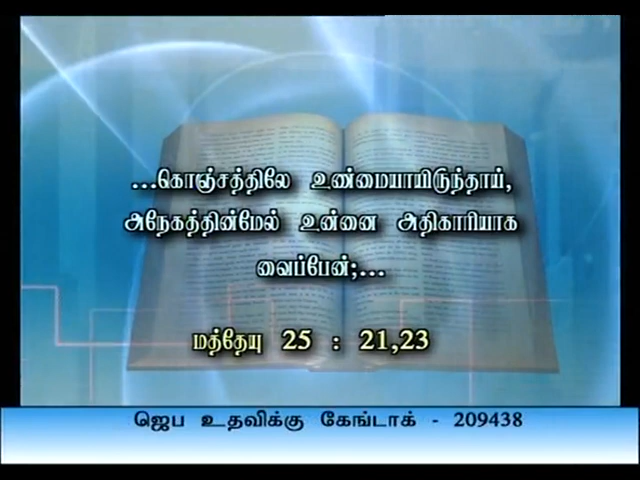 ...கொஞ்சத்திலே உண்மையாயிருந்தாய்,
அநேகத்தின்மேல் உன்னை அதிகாரியாக
வைப்பேன்;...
மத்தேயு 25 : 21,23
ஜெப உதவிக்கு கேங்டாக் - 209438